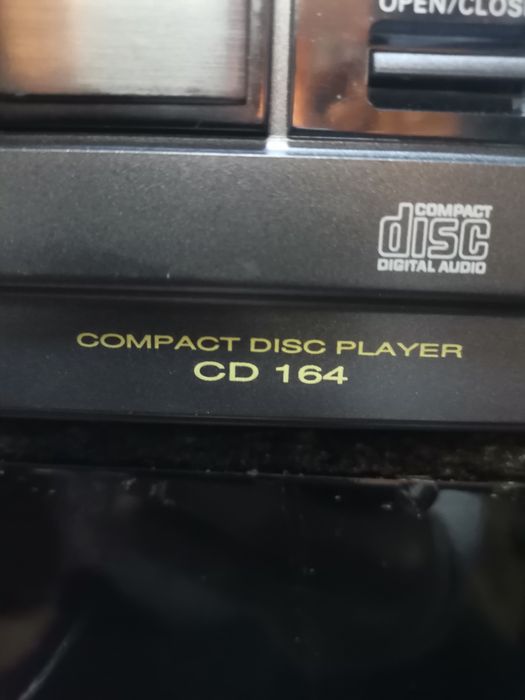 OPEN/CLOS
COMPACT
disc
DIGITAL AUDIO
COMPACT DISC PLAYER
CD 164